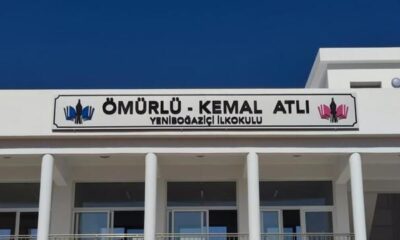 ÖMÜRLÜ - KEMAL ATLI
YENİBOĞAZİÇİ İLKOKULU